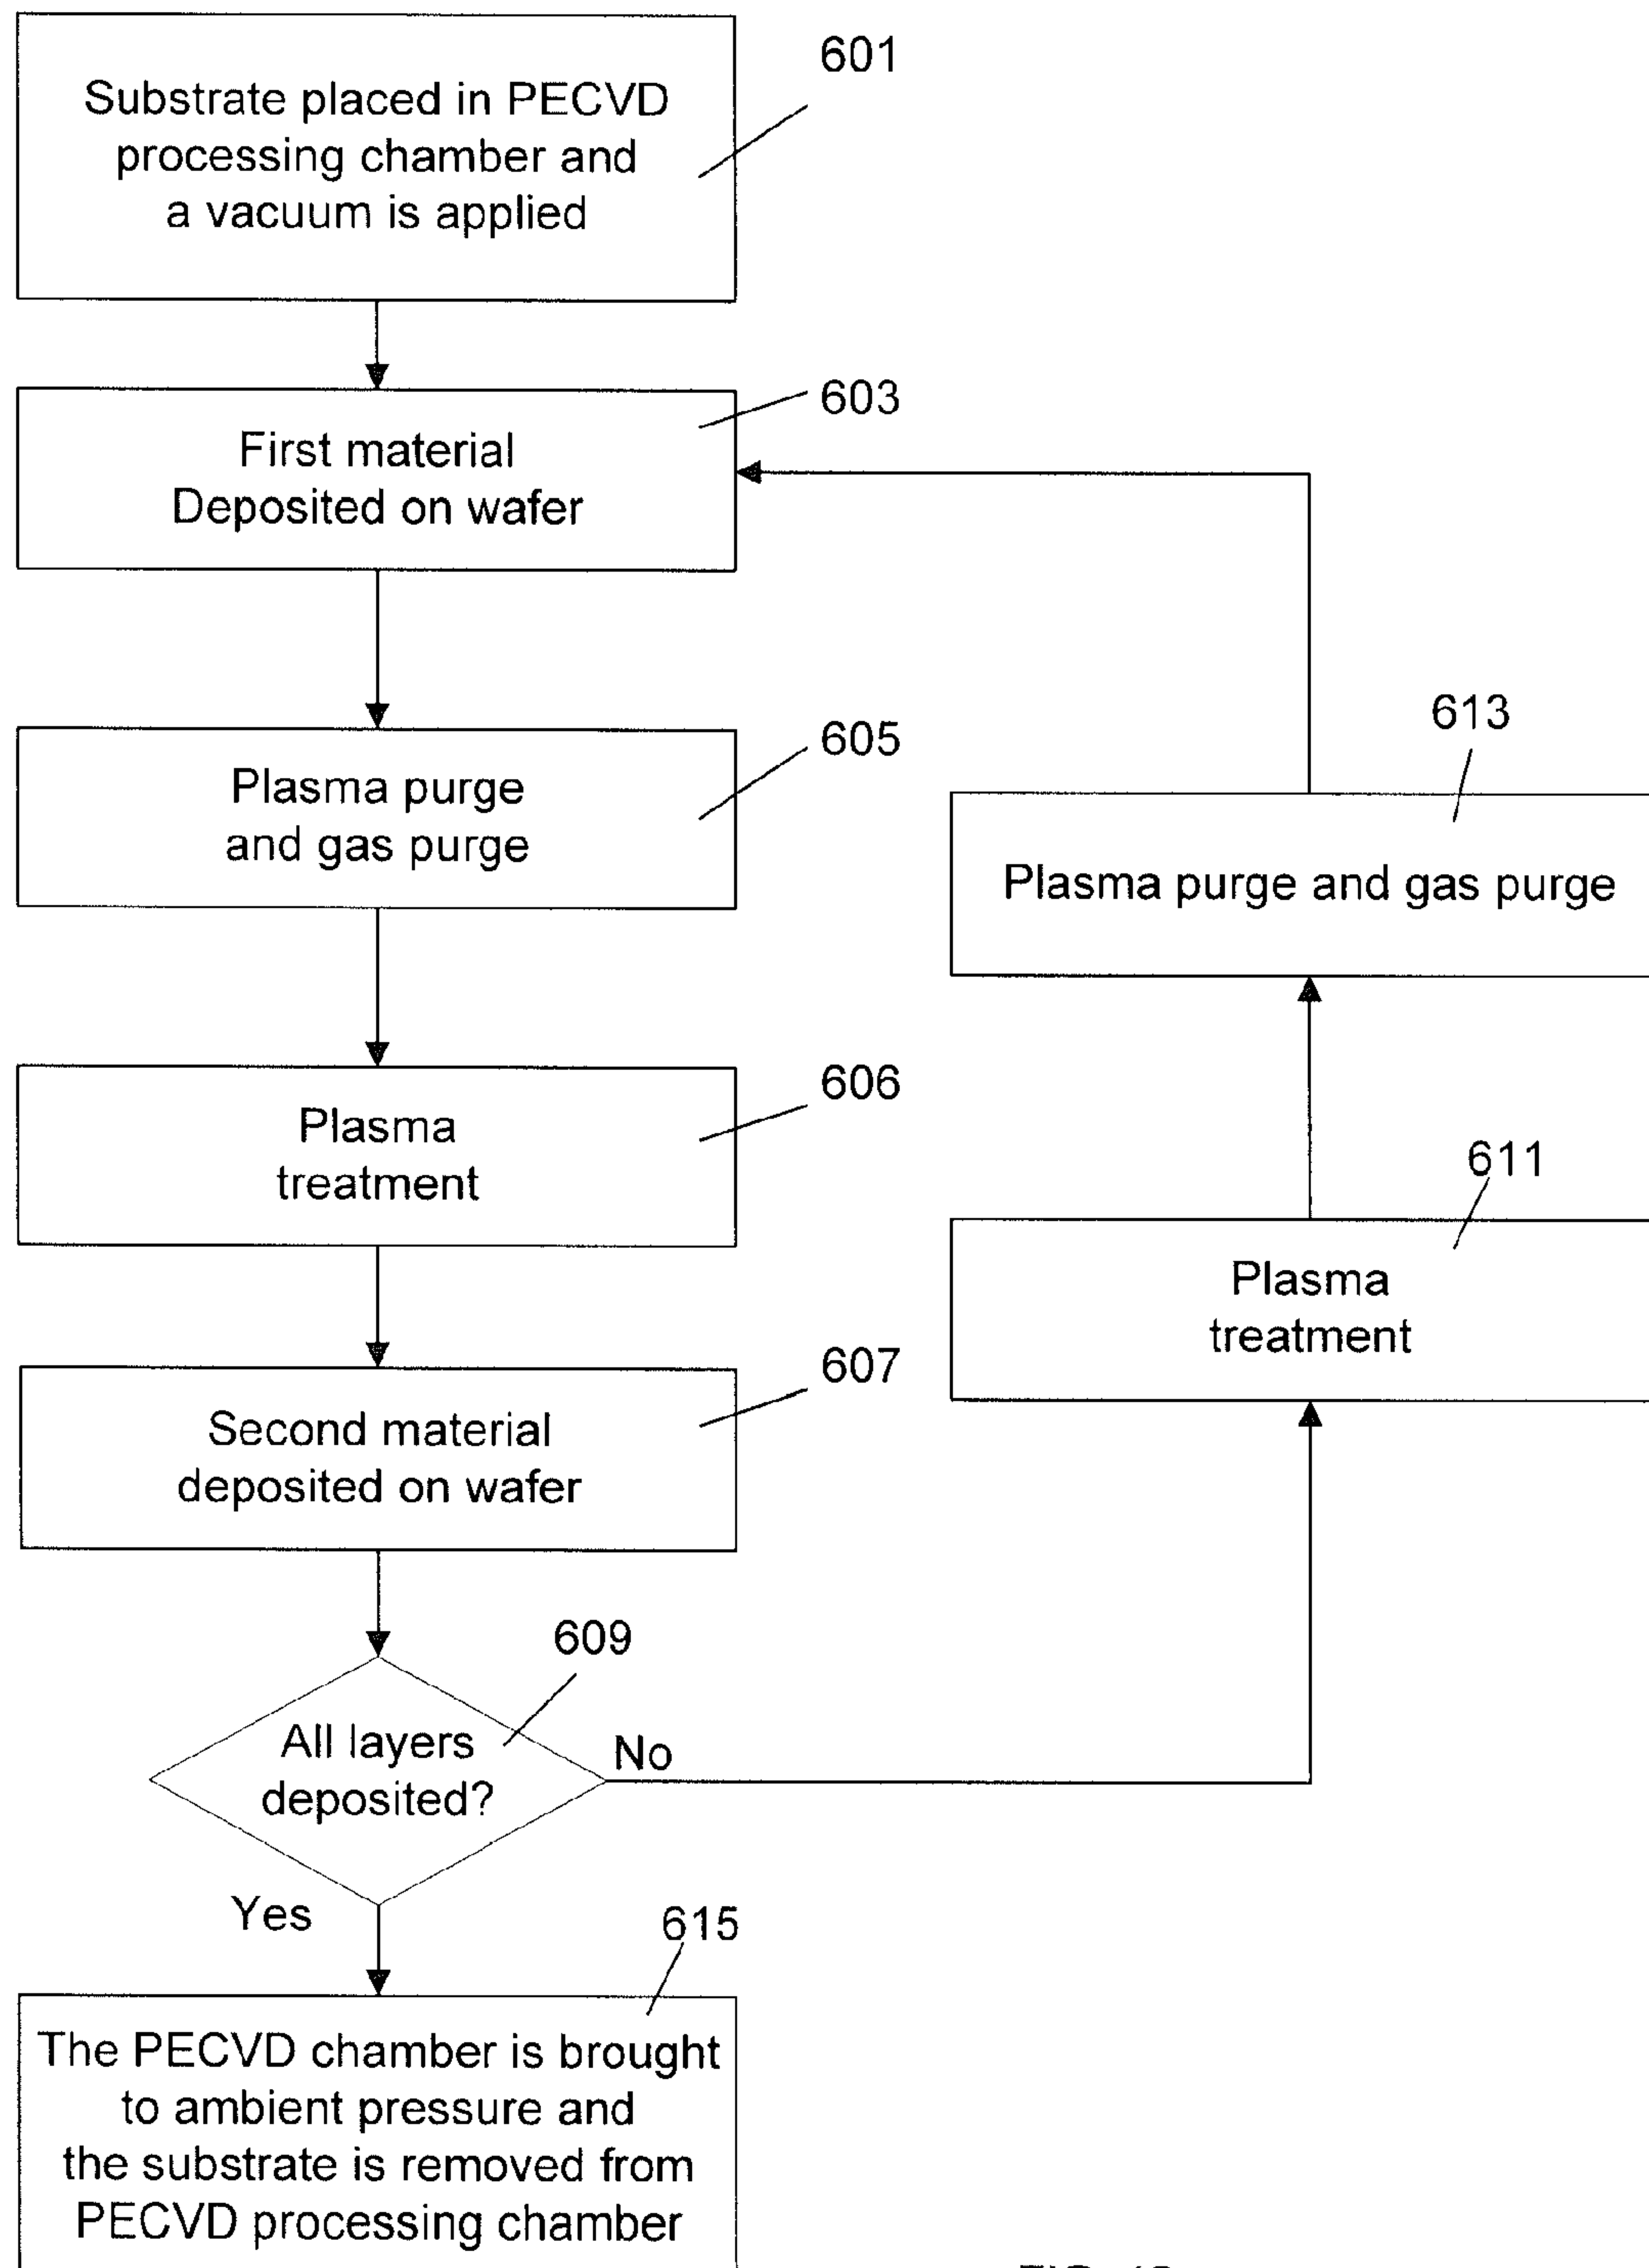 601
Substrate placed in PECVD
processing chamber and
a vacuum is applied
603
First material
Deposited on wafer
605
Plasma purge
and gas purge
606
Plasma
treatment
607
Second material
deposited on wafer
609
All layers
deposited?
No
611
Plasma
treatment
613
Plasma purge and gas purge
Yes
615
The PECVD chamber is brought
to ambient pressure and
the substrate is removed from
PECVD processing chamber